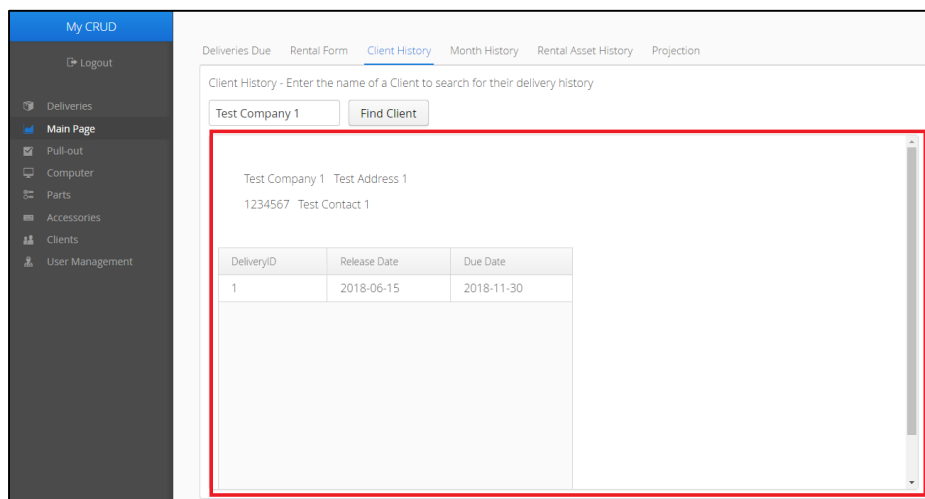 My CRUD
Logout
Deliveries
Main Page
Pull-out
Computer
Parts
Accessories
Clients
User Management
Deliveries Due Rental Form Client History Month History Rental Asset History Projection
Client History - Enter the name of a Client to search for their delivery history
Test Company 1 Find Client
Test Company 1 Test Address 1
1234567 Test Contact 1
DeliveryID Release Date Due Date
1 2018-06-15 2018-11-30